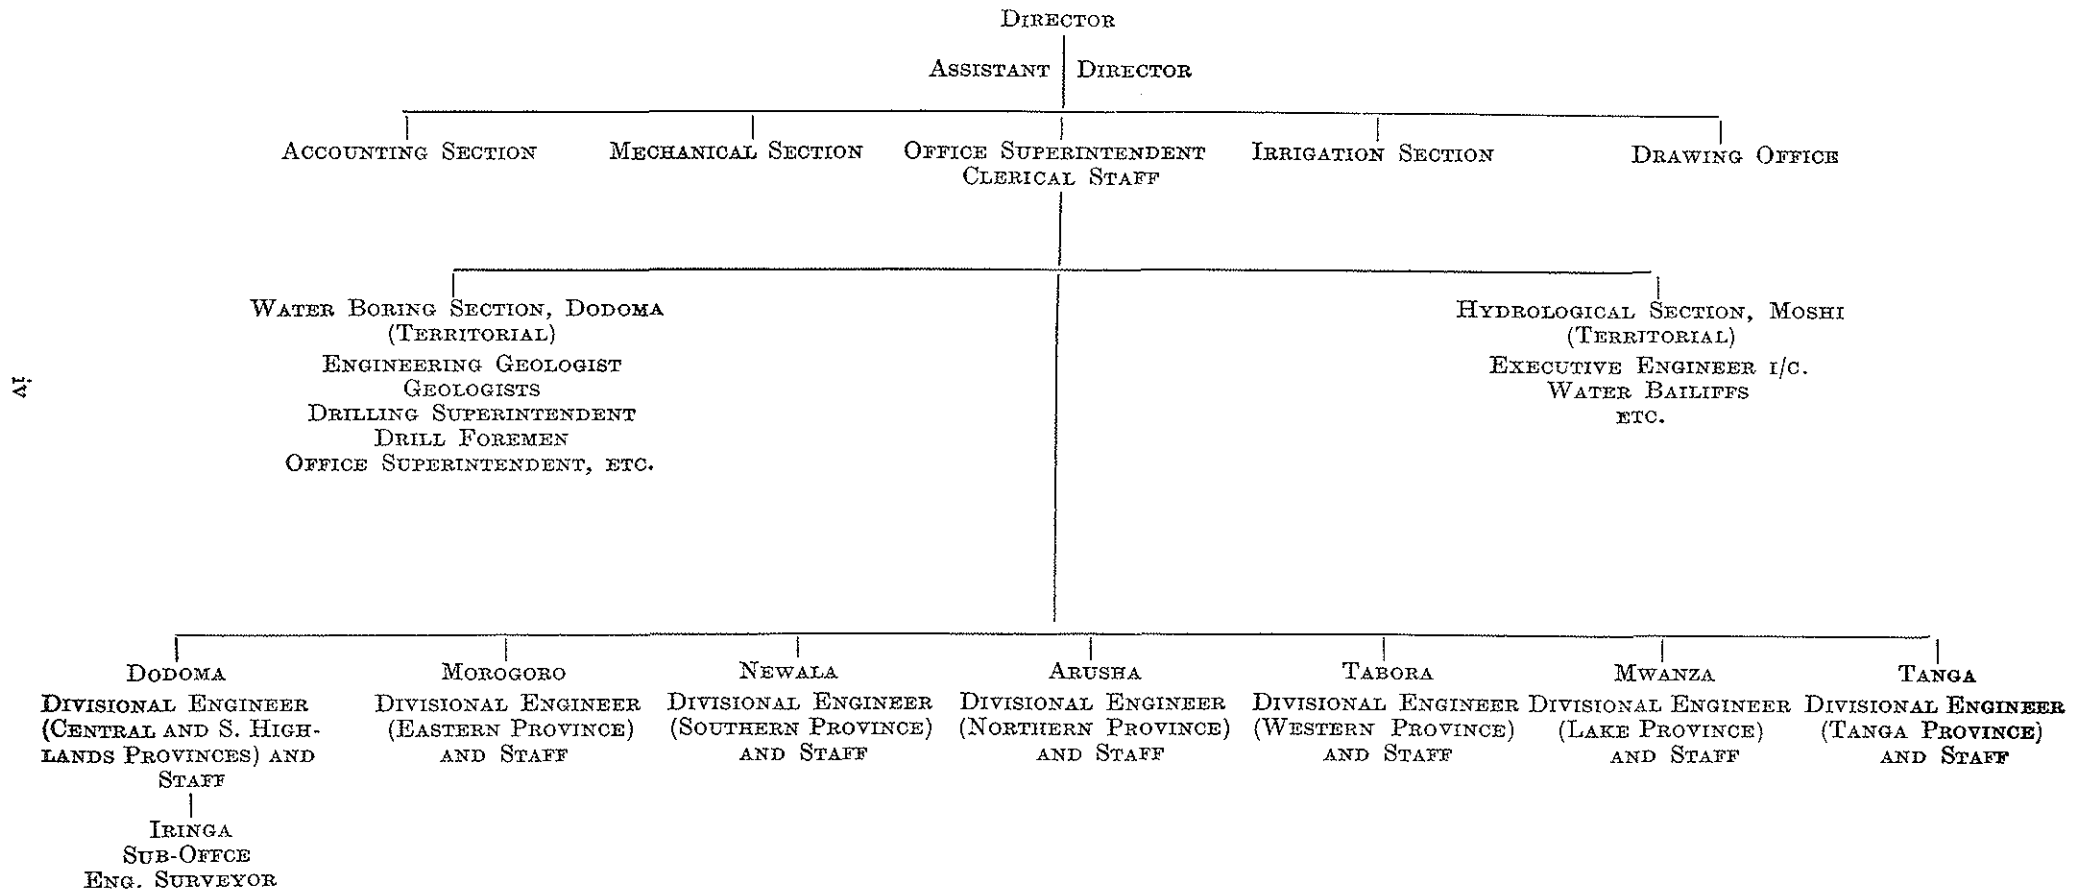 DIRECTOR
ASSISTANT DIRECTOR
ACCOUNTING SECTION
MECHANICAL SECTION
OFFICE SUPERINTENDENT
CLERICAL STAFF
IRRIGATION SECTION
DRAWING OFFICE
WATER BORING SECTION, DODOMA
(TERRITORIAL)
ENGINEERING GEOLOGIST
GEOLOGISTS
DRILLING SUPERINTENDENT
DRILL FOREMEN
OFFICE SUPERINTENDENT, ETC.
HYDROLOGICAL SECTION, MOSHI
(TERRITORIAL)
EXECUTIVE ENGINEER I/C.
WATER BAILIFFS
ETC.
iv
DODOMA
DIVISIONAL ENGINEER
(CENTRAL AND S. HIGH-
LANDS PROVINCES) AND
STAFF
IRINGA
SUB-OFFCE
ENG. SURVEYOR
MOROGORO
DIVISIONAL ENGINEER
(EASTERN PROVINCE)
AND STAFF
NEWALA
DIVISIONAL ENGINEER
(SOUTHERN PROVINCE)
AND STAFF
ARUSHA
DIVISIONAL ENGINEER
(NORTHERN PROVINCE)
AND STAFF
TABORA
DIVISIONAL ENGINEER
(WESTERN PROVINCE)
AND STAFF
MWANZA
DIVISIONAL ENGINEER
(LAKE PROVINCE)
AND STAFF
TANGA
DIVISIONAL ENGINEER
(TANGA PROVINCE)
AND STAFF